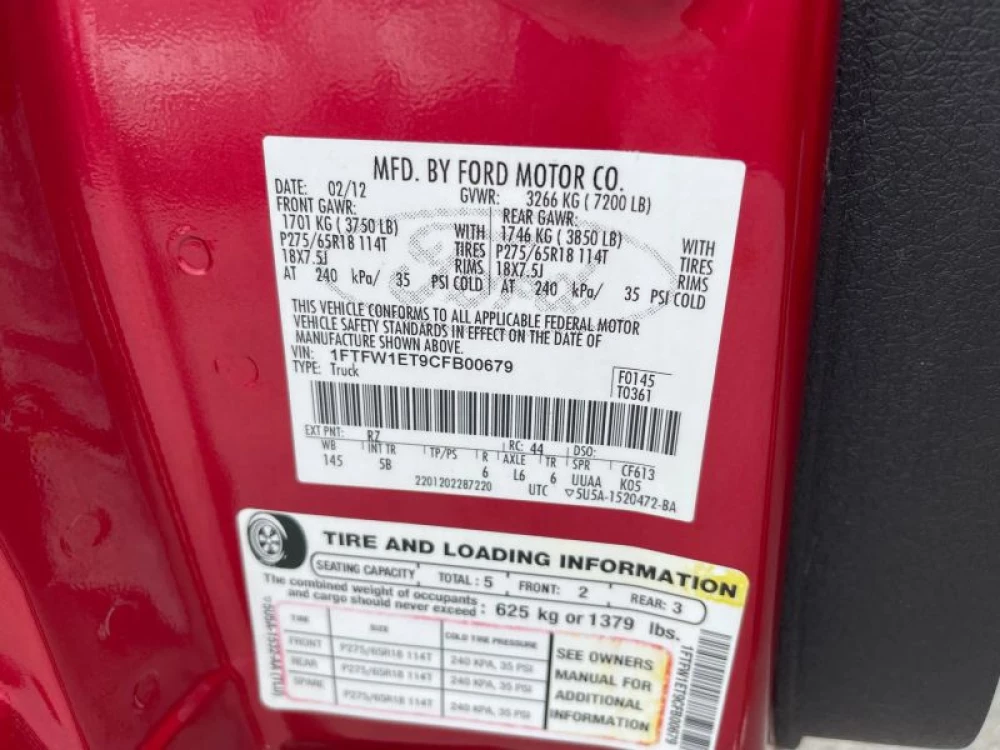 MFD. BY FORD MOTOR CO.
DATE: 02/12 GVWR: 3266 KG ( 7200 LB)
FRONT GAWR: REAR GAWR:
1701 KG ( 3750 LB) WITH 1746 KG ( 3850 LB) WITH
P275/65R18 114T TIRES P275/65R18 114T TIRES
18X7.5J RIMS 18X7.5J RIMS
AT 240 kPa/ 35 PSI COLD AT 240 kPa/ 35 PSI COLD
THIS VEHICLE CONFORMS TO ALL APPLICABLE FEDERAL MOTOR
VEHICLE SAFETY STANDARDS IN EFFECT ON THE DATE OF
MANUFACTURE SHOWN ABOVE.
VIN: 1FTFW1ET9CFB00679
TYPE: Truck
F0145
T0361
EXT PNT: RZ RC: 44 DSO:
WB INT TR TP/PS R AXLE TR SPR CF613
145 5B 6 L6 6 UUAA K05
2201202287220 UTC ▽5U5A-1520472-BA
Ford
TIRE AND LOADING INFORMATION
SEATING CAPACITY TOTAL : 5 FRONT: 2 REAR: 3
The combined weight of occupants
and cargo should never exceed : 625 kg or 1379 lbs.
TIRE SIZE COLD TIRE PRESSURE
FRONT P275/65R18 114T 240 KPA, 35 PSI
REAR P275/65R18 114T 240 KPA, 35 PSI
SPARE P275/65R18 114T 240 KPA, 35 PSI
SEE OWNERS
MANUAL FOR
ADDITIONAL
INFORMATION
1FTFW1ET9CFB00679